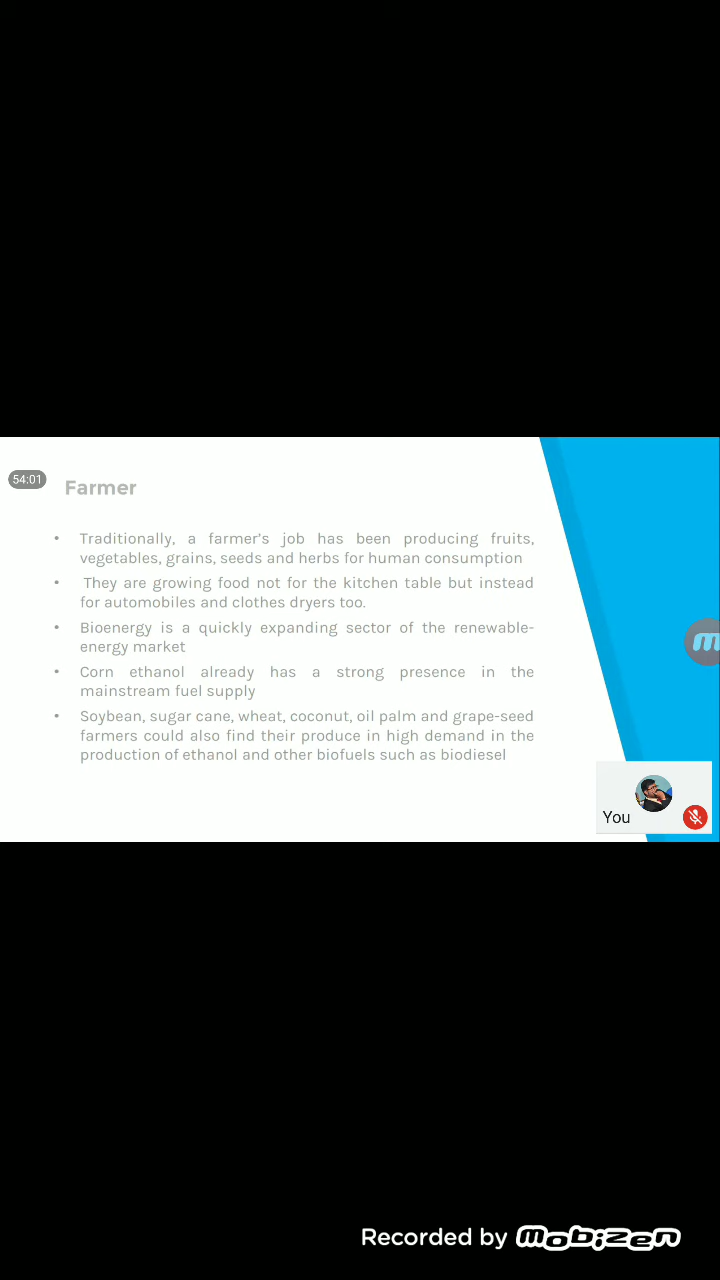 54:01
Farmer
• Traditionally, a farmer's job has been producing fruits,
vegetables, grains, seeds and herbs for human consumption
• They are growing food not for the kitchen table but instead
for automobiles and clothes dryers too.
• Bioenergy is a quickly expanding sector of the renewable-
energy market
• Corn ethanol already has a strong presence in the
mainstream fuel supply
• Soybean, sugar cane, wheat, coconut, oil palm and grape-seed
farmers could also find their produce in high demand in the
production of ethanol and other biofuels such as biodiesel
You
Recorded by mobizen